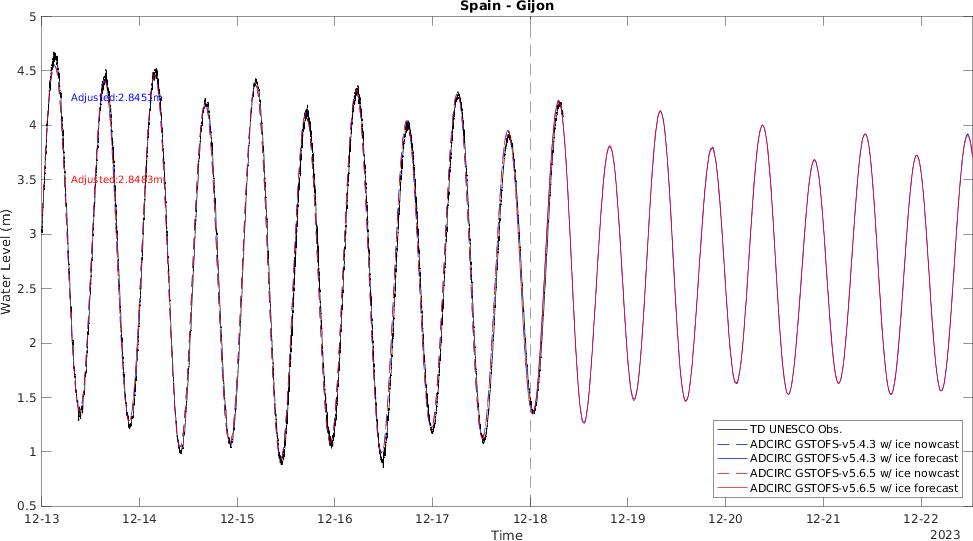 Spain - Gijon
5
4.5
4
3.5
3
2.5
2
1.5
1
0.5
Water Level (m)
Adjusted:2.8451m
Adjusted:2.8483m
12-13 12-14 12-15 12-16 12-17 12-18 12-19 12-20 12-21 12-22
Time
2023
TD UNESCO Obs.
ADCIRC GSTOFS-v5.4.3 w/ ice nowcast
ADCIRC GSTOFS-v5.4.3 w/ ice forecast
ADCIRC GSTOFS-v5.6.5 w/ ice nowcast
ADCIRC GSTOFS-v5.6.5 w/ ice forecast